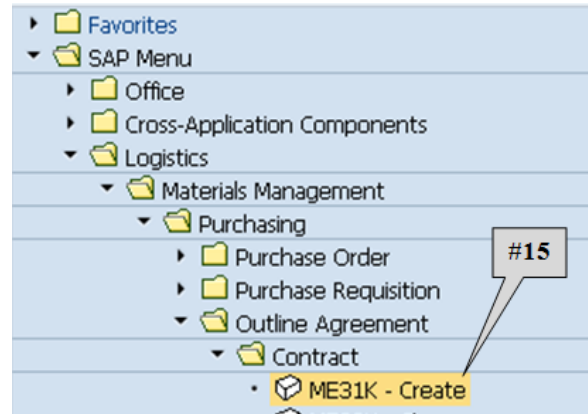 Favorites
SAP Menu
Office
Cross-Application Components
Logistics
Materials Management
Purchasing
Purchase Order
#15
Purchase Requisition
Outline Agreement
Contract
ME31K - Create